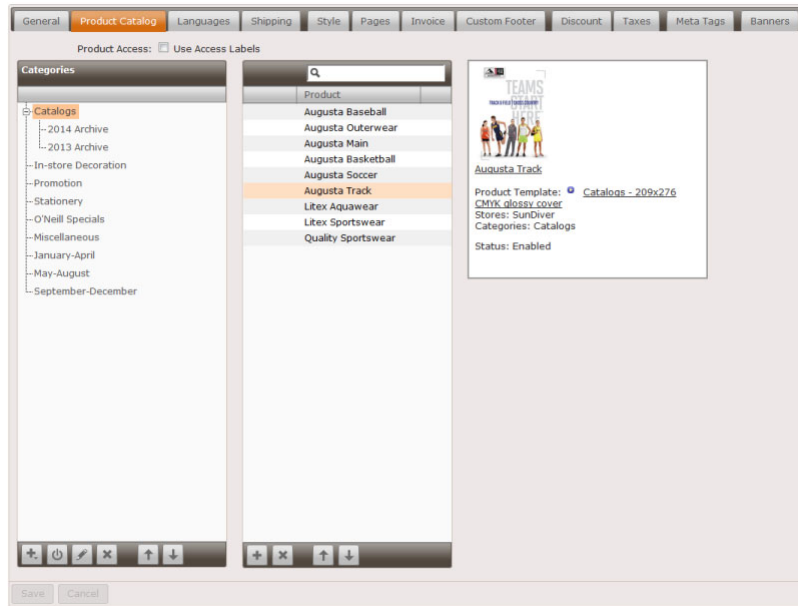 General Product Catalog Languages Shipping Style Pages Invoice Custom Footer Discount Taxes Meta Tags Banners
Product Access: Use Access Labels
Categories
Catalogs
2014 Archive
2013 Archive
In-store Decoration
Promotion
Stationery
O'Neill Specials
Miscellaneous
January-April
May-August
September-December
Product
Augusta Baseball
Augusta Outerwear
Augusta Main
Augusta Basketball
Augusta Soccer
Augusta Track
Litex Aquawear
Litex Sportswear
Quality Sportswear
TEAMS
START
HERE
Augusta Track
Product Template: Catalogs - 209x276
CMYK glossy cover
Stores: SunDiver
Categories: Catalogs
Status: Enabled
Save Cancel